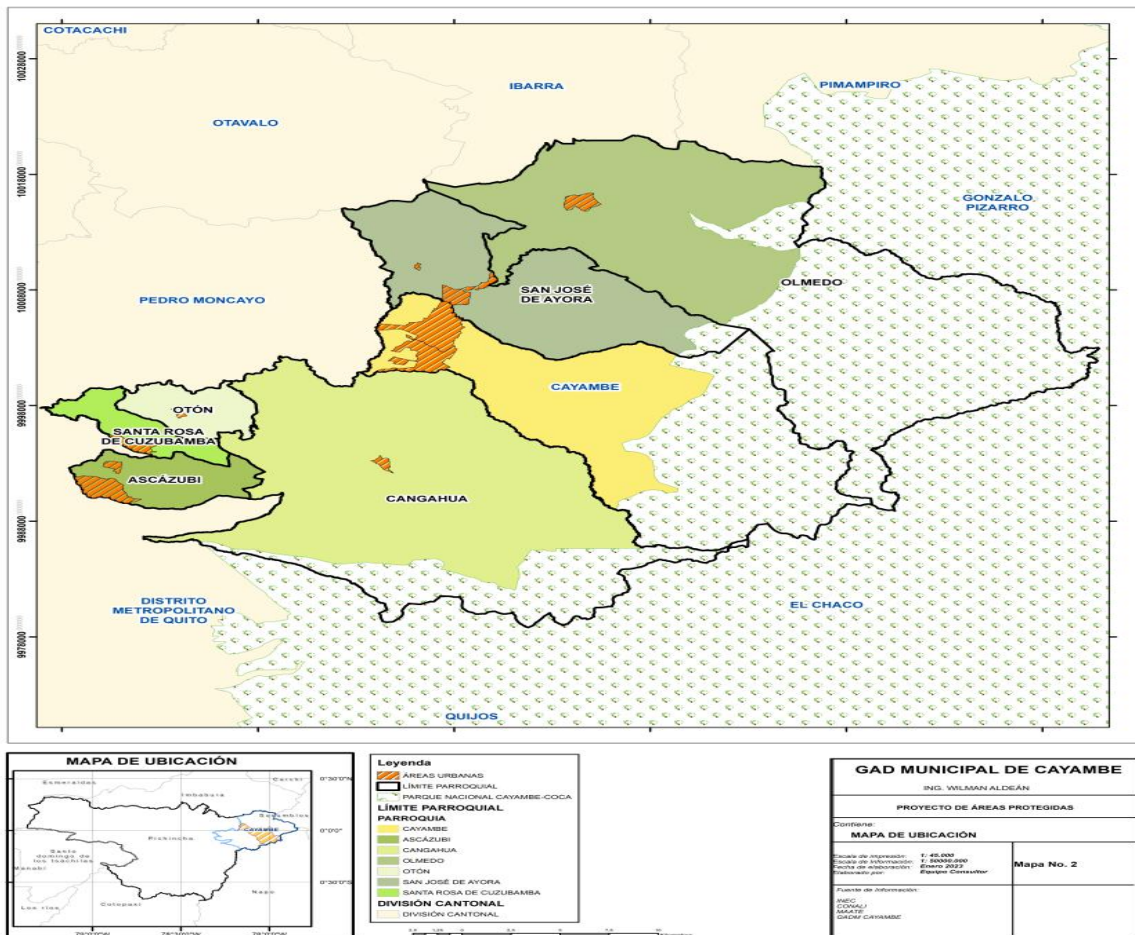 COTACACHI
IBARRA
PIMAMPIRO
OTAVALO
GONZALO
PIZARRO
PEDRO MONCAYO
SAN JOSÉ
DE AYORA
OLMEDO
CAYAMBE
OTÓN
SANTA ROSA
DE CUZUBAMBA
ASCÁZUBI
CANGAHUA
DISTRITO
METROPOLITANO
DE QUITO
EL CHACO
QUIJOS
10028000
10018000
10008000
9998000
9988000
9978000
MAPA DE UBICACIÓN
Esmeraldas
Carchi
Imbabura
Sucumbíos
CAYAMBE
Pichincha
Santo
domingo de
los tsáchilas
Manabí
Los ríos
Cotopaxi
Napo
0°30'0"N
0°0'0"
0°30'0"S
Leyenda
ÁREAS URBANAS
LÍMITE PARROQUIAL
PARQUE NACIONAL CAYAMBE-COCA
LÍMITE PARROQUIAL
PARROQUIA
CAYAMBE
ASCÁZUBI
CANGAHUA
OLMEDO
OTÓN
SAN JOSÉ DE AYORA
SANTA ROSA DE CUZUBAMBA
DIVISIÓN CANTONAL
DIVISIÓN CANTONAL
GAD MUNICIPAL DE CAYAMBE
ING. WILMAN ALDEÁN
PROYECTO DE ÁREAS PROTEGIDAS
Contiene:
MAPA DE UBICACIÓN
Escala de impresión: 1: 45.000
Escala de Información: 1: 50000.000
Fecha de elaboración: Enero 2023
Elaborado por: Equipo Consultor
Mapa No. 2
Fuente de Información:
INEC
CONALI
MAATE
GADM CAYAMBE